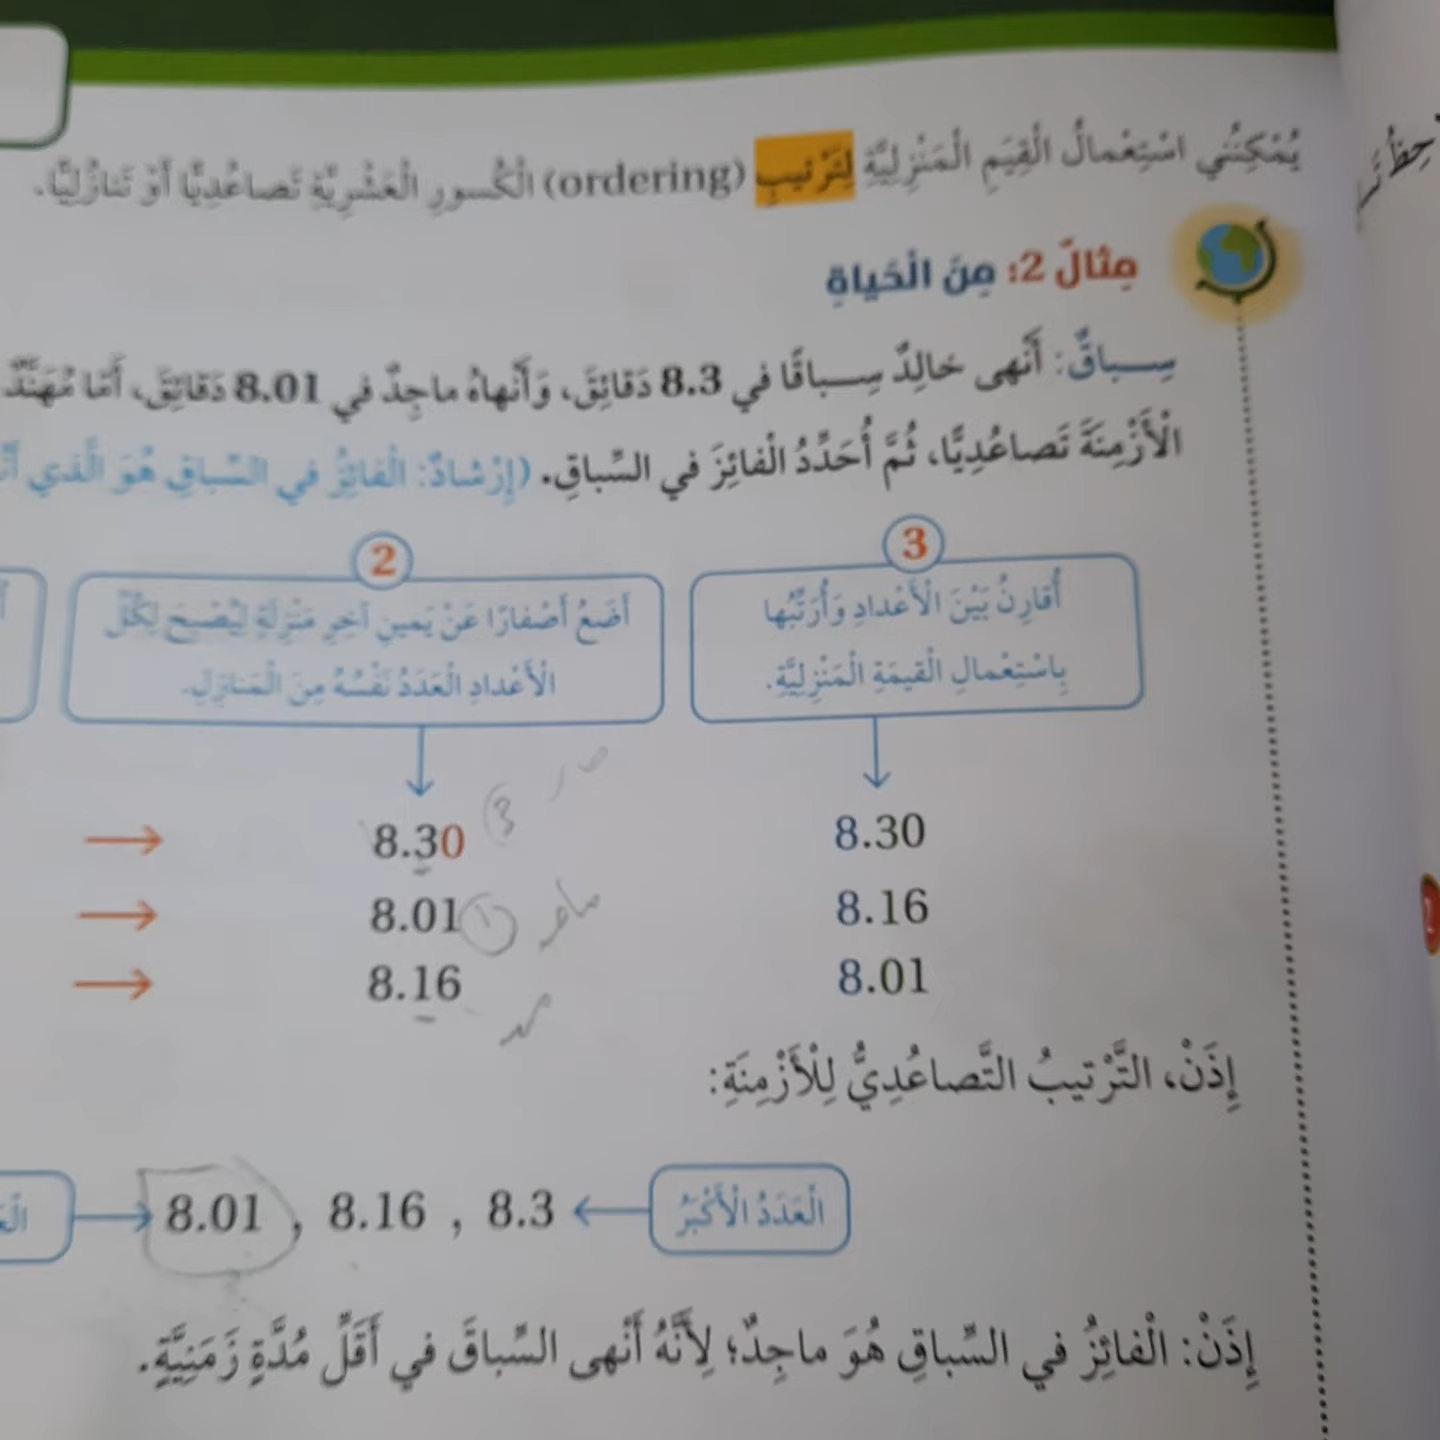 يُمْكِنُني اسْتِعْمالُ الْقِيَمِ الْمَنْزِلِيَّةِ لِتَرْتيبِ (ordering) الْكُسورِ الْعَشْرِيَّةِ تَصاعُدِيًّا أَوْ تَنازُلِيًّا.
مِثالٌ 2: مِنَ الْحَياةِ
سِباقٌ: أَنْهى خالِدٌ سِباقًا في 8.3 دَقائِقَ، وَأَنْهاهُ ماجِدٌ في 8.01 دَقائِقَ، أَمّا مُهَنَّدٌ
الْأَزْمِنَةَ تَصاعُدِيًّا، ثُمَّ أُحَدِّدُ الْفائِزَ في السِّباقِ. (إِرْشادٌ: الْفائِزُ في السِّباقِ هُوَ الَّذي
3
أُقارِنُ بَيْنَ الْأَعْدادِ وَأُرَتِّبُها
بِاسْتِعْمالِ الْقيمَةِ الْمَنْزِلِيَّةِ.
2
أَضَعُ أَصْفارًا عَنْ يَمينِ آخِرِ مَنْزِلَةٍ لِيُصْبِحَ لِكُلِّ
الْأَعْدادِ الْعَدَدُ نَفْسُهُ مِنَ الْمَنازِلِ.
→ 8.30 8.30
→ 8.01 8.16
→ 8.16 8.01
إِذَنْ، التَّرْتيبُ التَّصاعُدِيُّ لِلْأَزْمِنَةِ:
8.01 , 8.16 , 8.3 ← الْعَدَدُ الْأَكْبَرُ
إِذَنْ: الْفائِزُ في السِّباقِ هُوَ ماجِدٌ؛ لِأَنَّهُ أَنْهى السِّباقَ في أَقَلِّ مُدَّةٍ زَمَنِيَّةٍ.